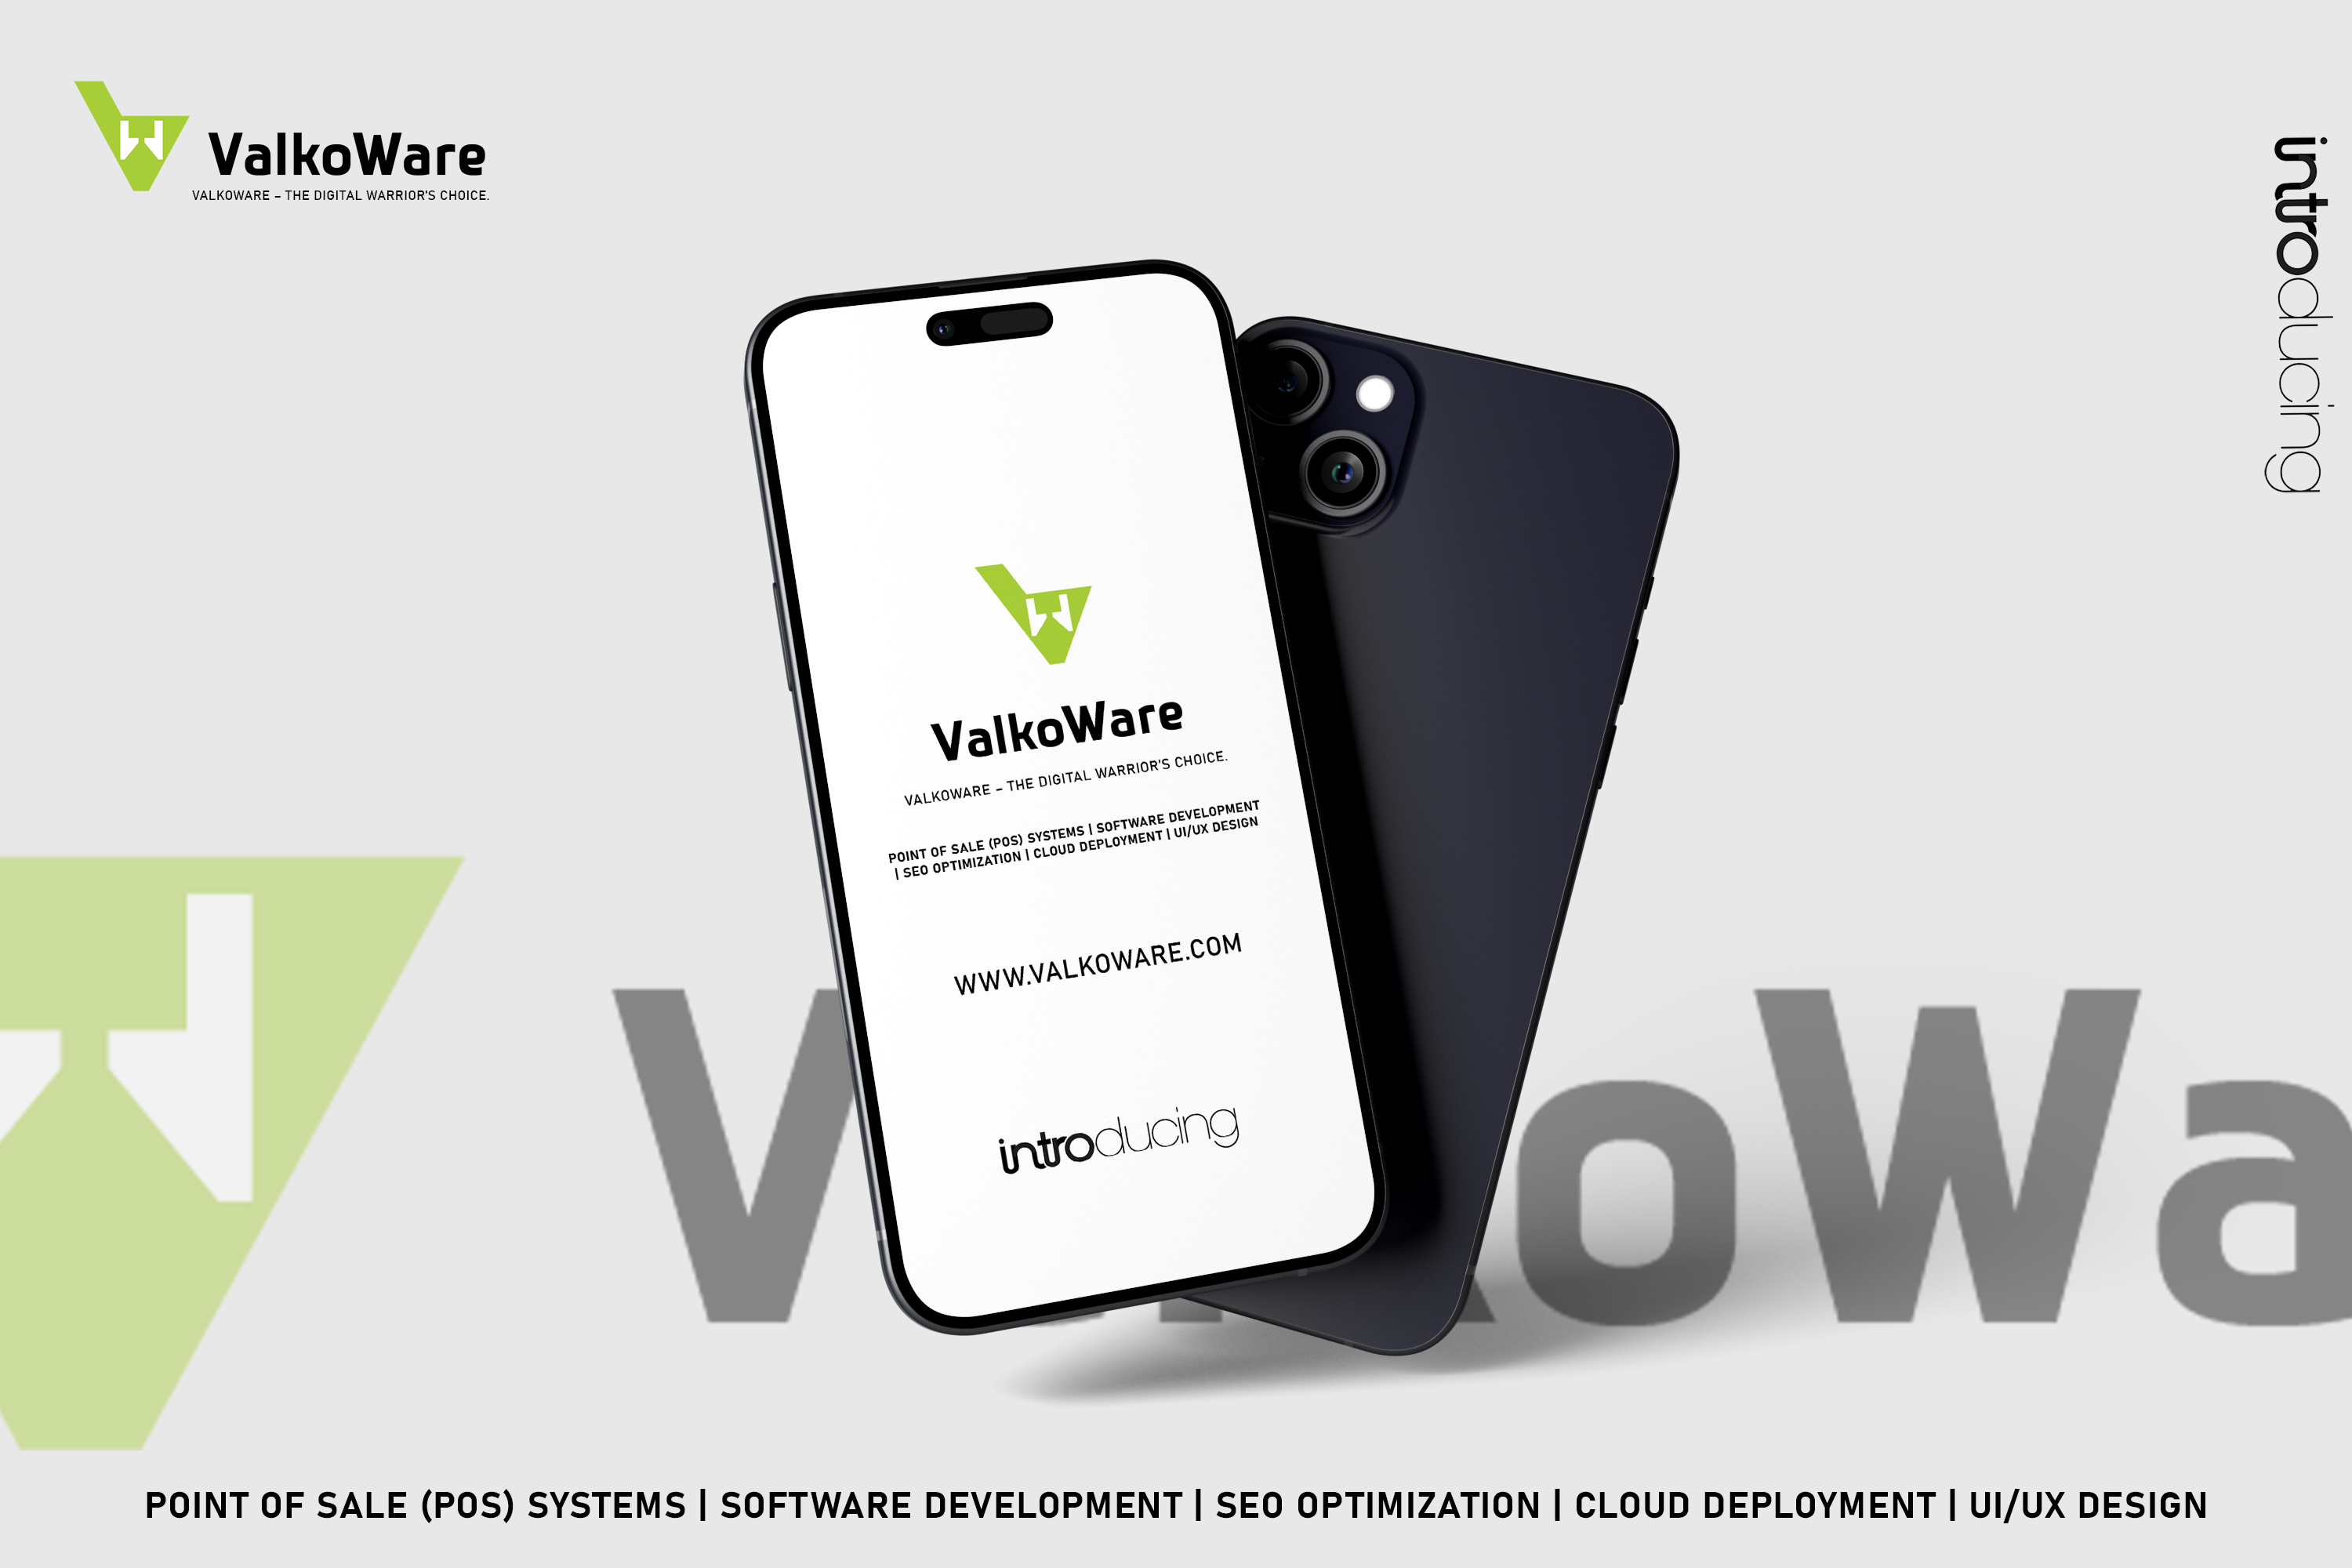 ValkoWare
VALKOWARE – THE DIGITAL WARRIOR'S CHOICE.
introducing
ValkoWare
VALKOWARE – THE DIGITAL WARRIOR'S CHOICE.
POINT OF SALE (POS) SYSTEMS | SOFTWARE DEVELOPMENT
| SEO OPTIMIZATION | CLOUD DEPLOYMENT | UI/UX DESIGN
WWW.VALKOWARE.COM
introducing
POINT OF SALE (POS) SYSTEMS | SOFTWARE DEVELOPMENT | SEO OPTIMIZATION | CLOUD DEPLOYMENT | UI/UX DESIGN